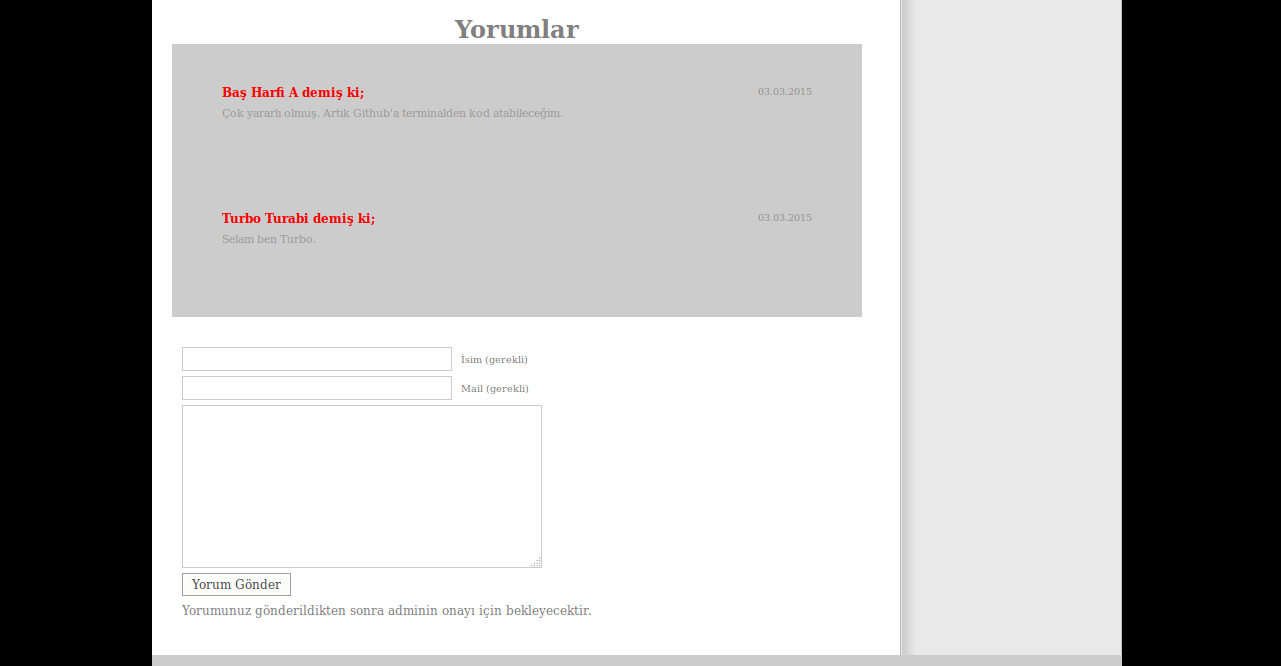 Yorumlar
Baş Harfi A demiş ki;
03.03.2015
Çok yararlı olmuş. Artık Github'a terminalden kod atabileceğim.
Turbo Turabi demiş ki;
03.03.2015
Selam ben Turbo.
İsim (gerekli)
Mail (gerekli)
Yorum Gönder
Yorumunuz gönderildikten sonra adminin onayı için bekleyecektir.